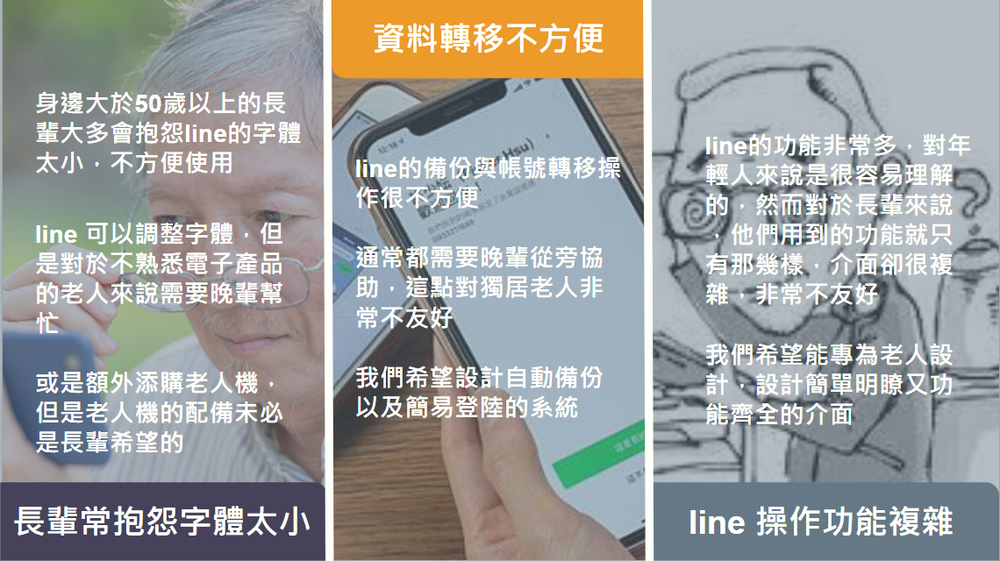 身邊大於50歲以上的長
輩大多會抱怨line的字體
太小，不方便使用
line 可以調整字體，但
是對於不熟悉電子產品
的老人來說需要晚輩幫
忙
或是額外添購老人機，
但是老人機的配備未必
是長輩希望的
長輩常抱怨字體太小
資料轉移不方便
12:18
Hsu)
line的備份與帳號轉移操
作很不方便
通常都需要晚輩從旁協
助，這點對獨居老人非
常不友好
我們希望設計自動備份
以及簡易登陸的系統
line的功能非常多，對年
輕人來說是很容易理解
的，然而對於長輩來說
，他們用到的功能就只
有那幾樣，介面卻很複
雜，非常不友好
我們希望能專為老人設
計，設計簡單明瞭又功
能齊全的介面
line 操作功能複雜